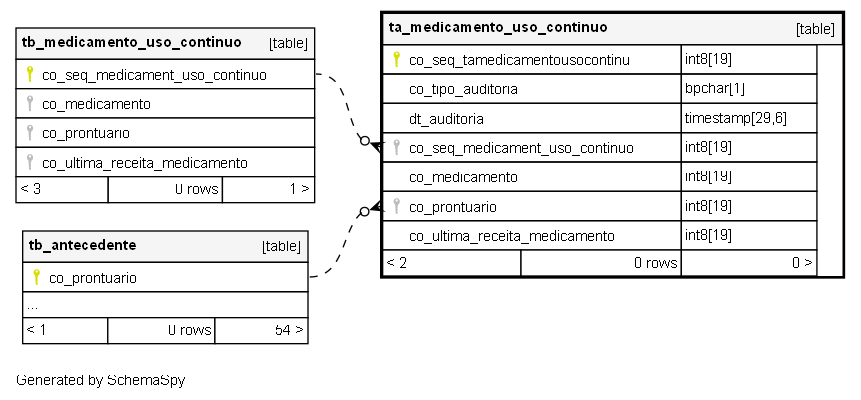 tb_medicamento_uso_continuo [table]
co_seq_medicament_uso_continuo
co_medicamento
co_prontuario
co_ultima_receita_medicamento
< 3 0 rows 1 >
tb_antecedente [table]
co_prontuario
...
< 1 0 rows 54 >
ta_medicamento_uso_continuo [table]
co_seq_tamedicamentousocontinu int8[19]
co_tipo_auditoria bpchar[1]
dt_auditoria timestamp[29,6]
co_seq_medicament_uso_continuo int8[19]
co_medicamento int8[19]
co_prontuario int8[19]
co_ultima_receita_medicamento int8[19]
< 2 0 rows 0 >
Generated by SchemaSpy